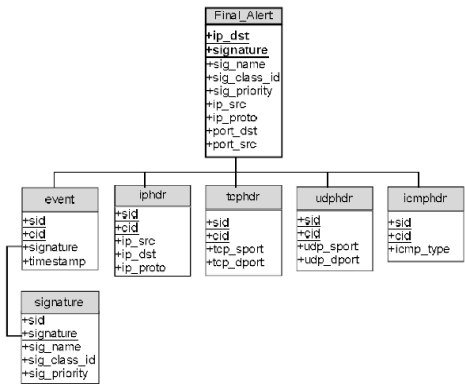 Final_Alert
+ip_dst
+signature
+sig_name
+sig_class_id
+sig_priority
+ip_src
+ip_proto
+port_dst
+port_src
event
+sid
+cid
+signature
+timestamp
iphdr
+sid
+cid
+ip_src
+ip_dst
+ip_proto
tcphdr
+sid
+cid
+tcp_sport
+tcp_dport
udphdr
+sid
+cid
+udp_sport
+udp_dport
icmphdr
+sid
+cid
+icmp_type
signature
+sid
+signature
+sig_name
+sig_class_id
+sig_priority